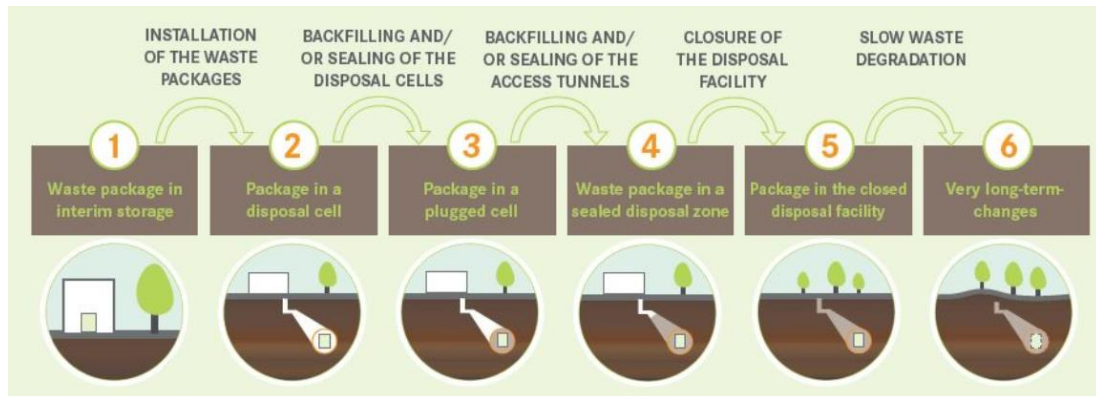 INSTALLATION
OF THE WASTE
PACKAGES
BACKFILLING AND/
OR SEALING OF THE
DISPOSAL CELLS
BACKFILLING AND/
OR SEALING OF THE
ACCESS TUNNELS
CLOSURE OF
THE DISPOSAL
FACILITY
SLOW WASTE
DEGRADATION
1
Waste package in
interim storage
2
Package in a
disposal cell
3
Package in a
plugged cell
4
Waste package in a
sealed disposal zone
5
Package in the closed
disposal facility
6
Very long-term-
changes